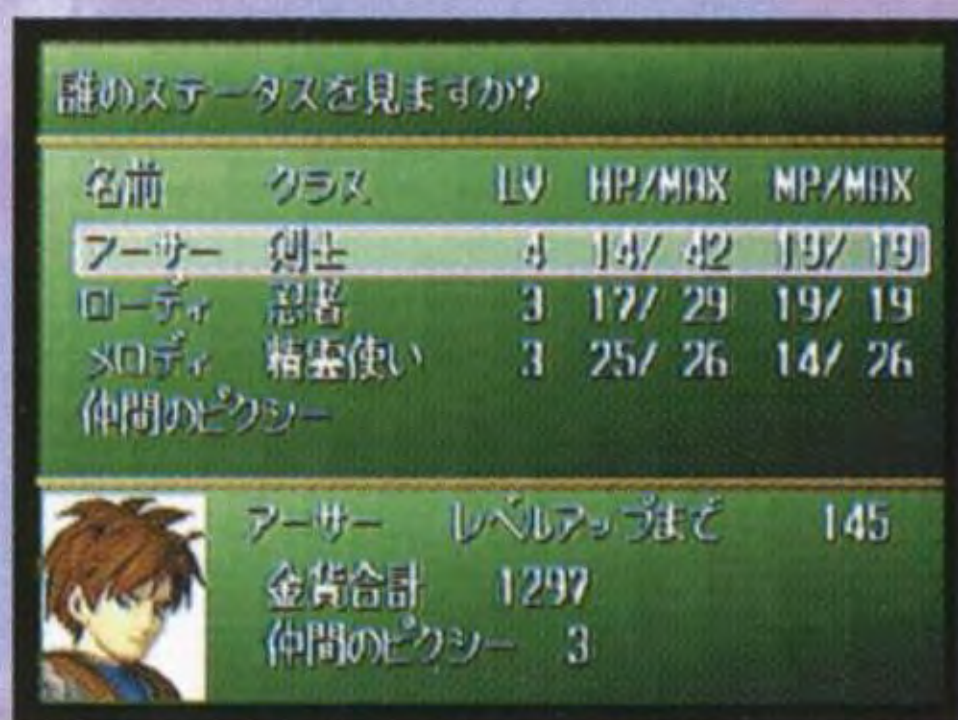 誰のステータスを見ますか?
名前 クラス LV HP/MAX MP/MAX
アーサー 剣士 4 14/ 42 19/ 19
ローディ 忍者 3 17/ 29 19/ 19
メロディ 精霊使い 3 25/ 26 14/ 26
仲間のピクシー
アーサー レベルアップまで 145
金貨合計 1297
仲間のピクシー 3